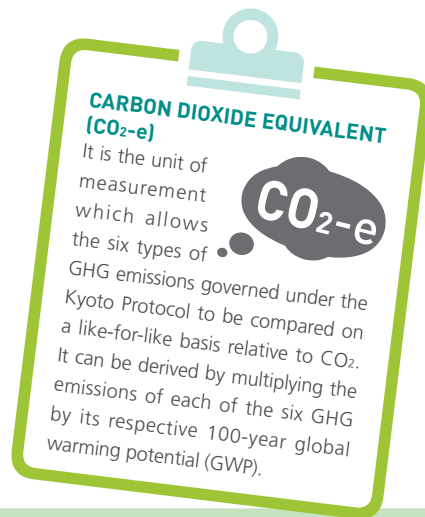 CARBON DIOXIDE EQUIVALENT
(CO₂-e)
It is the unit of
measurement
which allows
the six types of
CO₂-e
GHG emissions governed under the
Kyoto Protocol to be compared on
a like-for-like basis relative to CO₂.
It can be derived by multiplying the
emissions of each of the six GHG
by its respective 100-year global
warming potential (GWP).